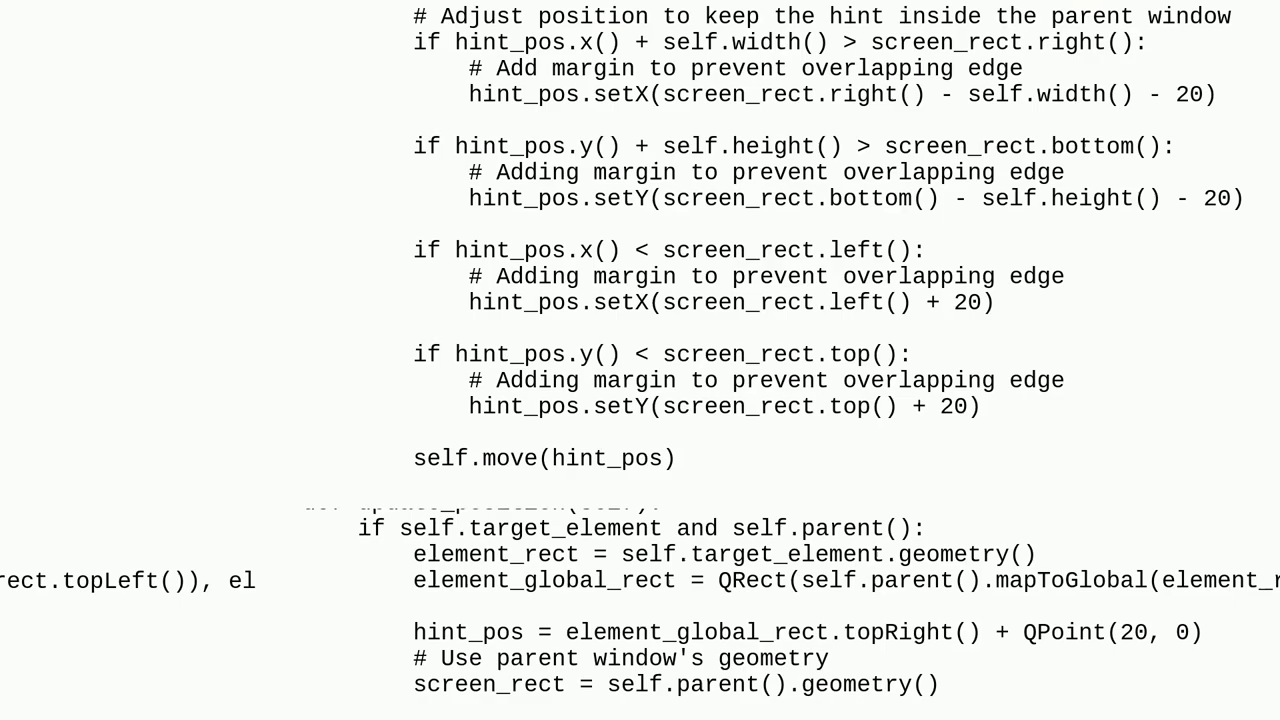 # Adjust position to keep the hint inside the parent window
if hint_pos.x() + self.width() > screen_rect.right():
# Add margin to prevent overlapping edge
hint_pos.setX(screen_rect.right() - self.width() - 20)
if hint_pos.y() + self.height() > screen_rect.bottom():
# Adding margin to prevent overlapping edge
hint_pos.setY(screen_rect.bottom() - self.height() - 20)
if hint_pos.x() < screen_rect.left():
# Adding margin to prevent overlapping edge
hint_pos.setX(screen_rect.left() + 20)
if hint_pos.y() < screen_rect.top():
# Adding margin to prevent overlapping edge
hint_pos.setY(screen_rect.top() + 20)
self.move(hint_pos)
if self.target_element and self.parent():
element_rect = self.target_element.geometry()
rect.topLeft()), el element_global_rect = QRect(self.parent().mapToGlobal(element_r
hint_pos = element_global_rect.topRight() + QPoint(20, 0)
# Use parent window's geometry
screen_rect = self.parent().geometry()